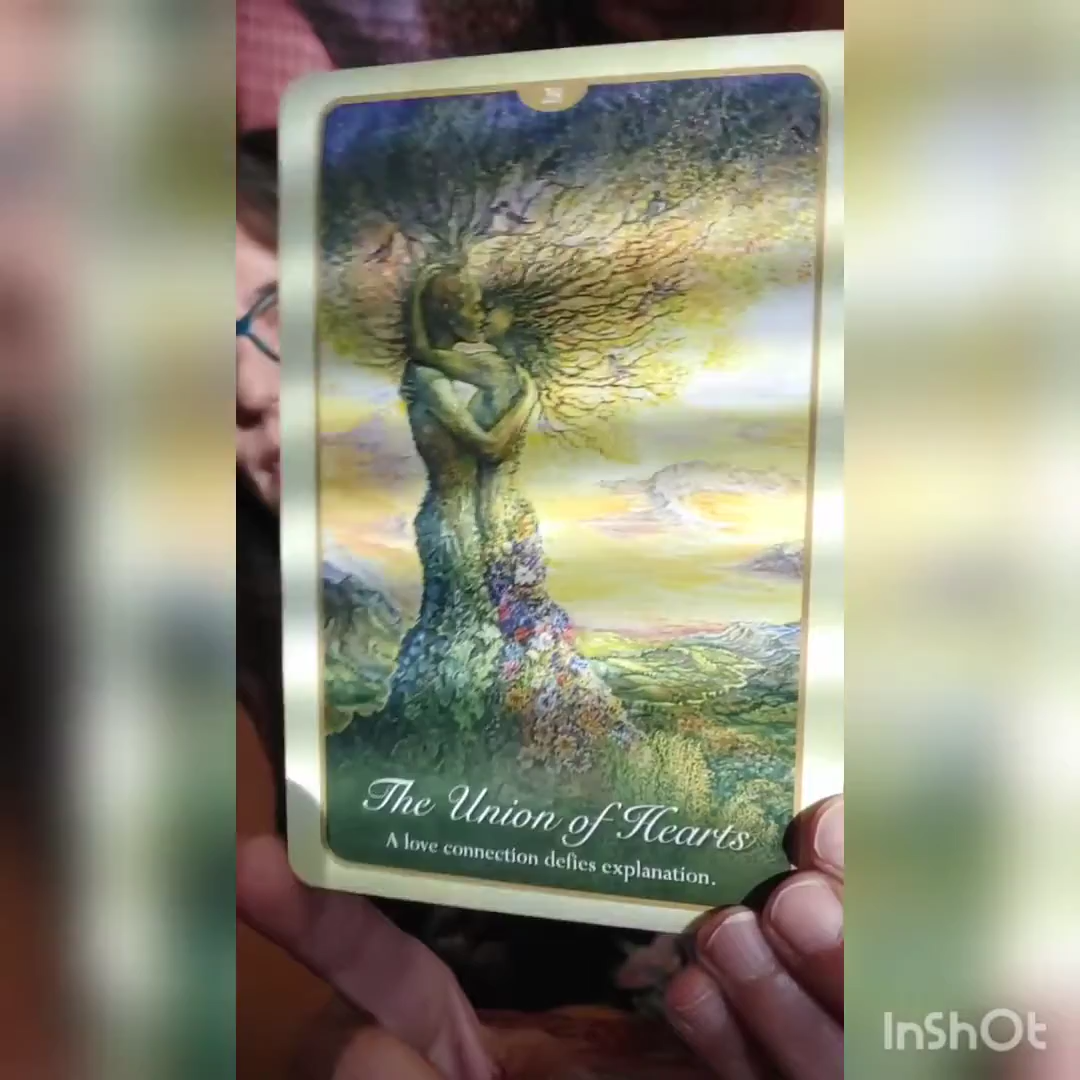 The Union of Hearts
A love connection defies explanation.
InShOt